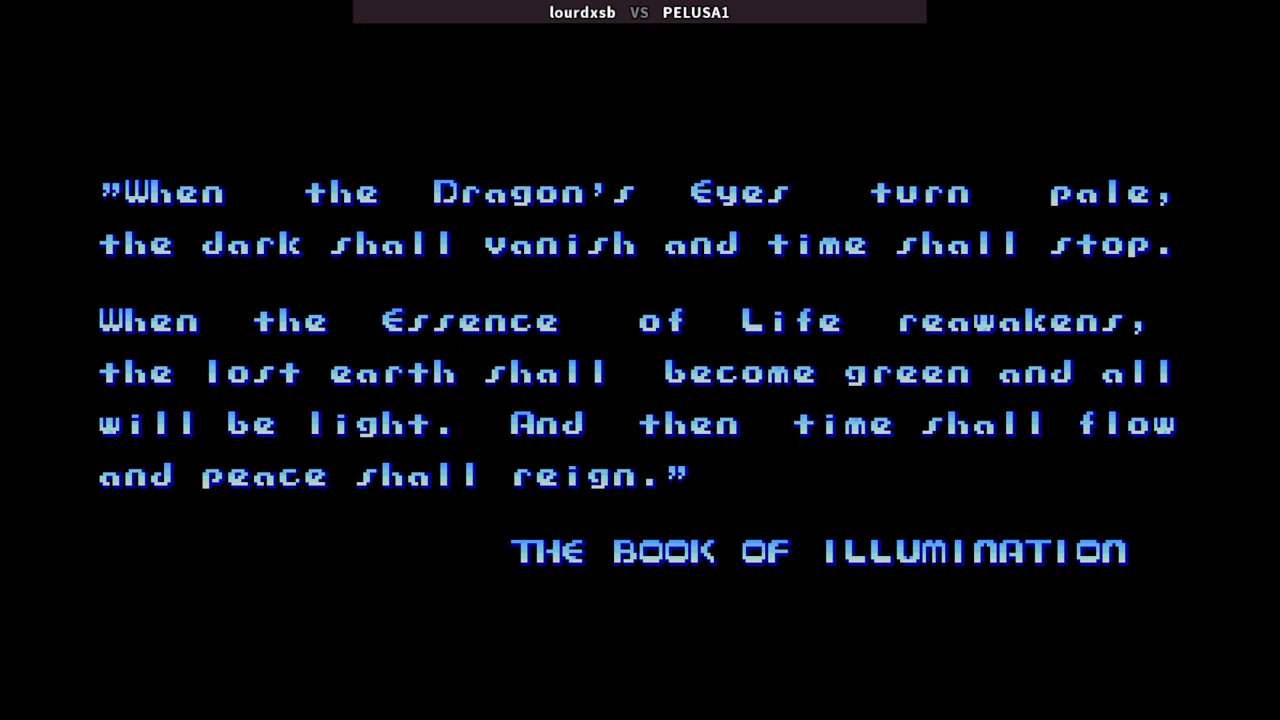 lourdxsb VS PELUSA1
"When the Dragon's Eyes turn pale,
the dark shall vanish and time shall stop.
When the Essence of Life reawakens,
the lost earth shall become green and all
will be light. And then time shall flow
and peace shall reign."
THE BOOK OF ILLUMINATION